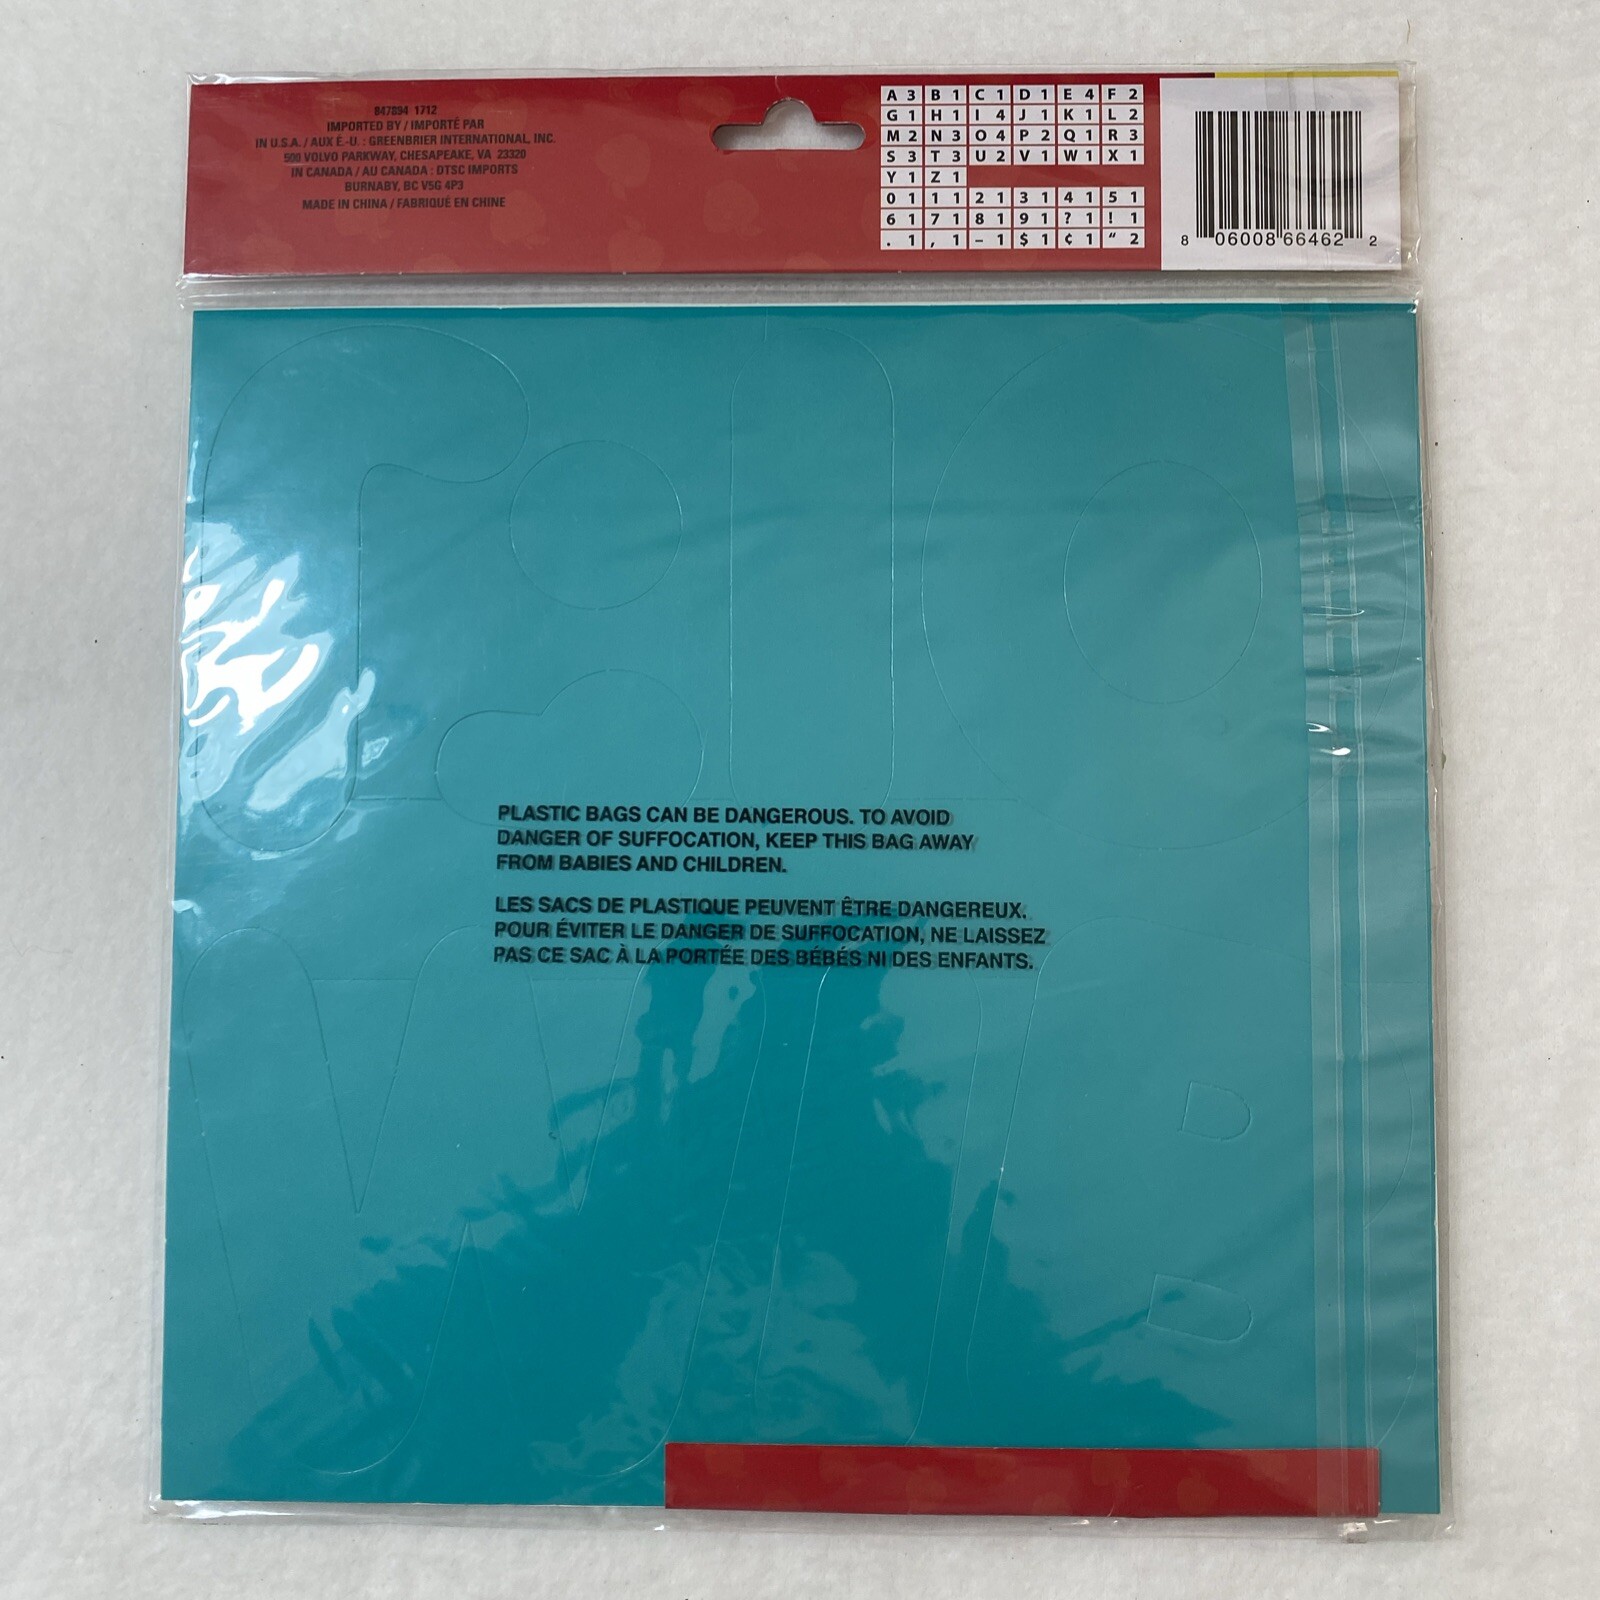 847894 1712
IMPORTED BY / IMPORTÉ PAR
IN U.S.A. / AUX É.-U. : GREENBRIER INTERNATIONAL, INC.
500 VOLVO PARKWAY, CHESAPEAKE, VA 23320
IN CANADA / AU CANADA : DTSC IMPORTS
BURNABY, BC V5G 4P3
MADE IN CHINA / FABRIQUÉ EN CHINE
A 3 B 1 C 1 D 1 E 4 F 2
G 1 H 1 I 4 J 1 K 1 L 2
M 2 N 3 O 4 P 2 Q 1 R 3
S 3 T 3 U 2 V 1 W 1 X 1
Y 1 Z 1
0 1 1 1 2 1 3 1 4 1 5 1
6 1 7 1 8 1 9 1 ? 1 ! 1
. 1 , 1 – 1 $ 1 ¢ 1 “ 2
8 06008 66462 2
PLASTIC BAGS CAN BE DANGEROUS. TO AVOID
DANGER OF SUFFOCATION, KEEP THIS BAG AWAY
FROM BABIES AND CHILDREN.
LES SACS DE PLASTIQUE PEUVENT ÊTRE DANGEREUX.
POUR ÉVITER LE DANGER DE SUFFOCATION, NE LAISSEZ
PAS CE SAC À LA PORTÉE DES BÉBÉS NI DES ENFANTS.